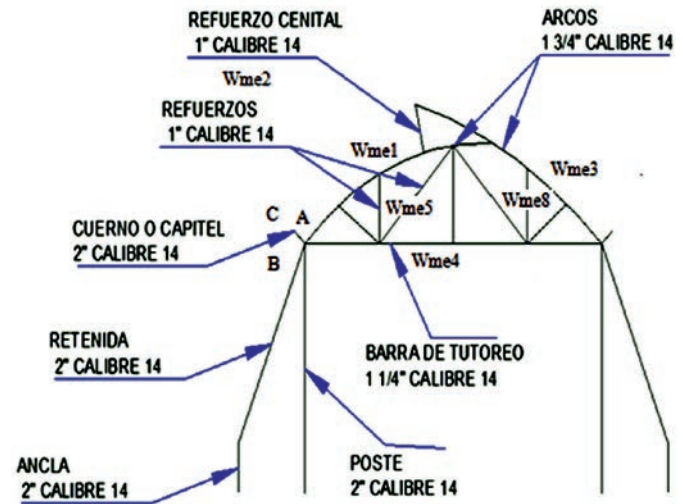 REFUERZO CENITAL
1" CALIBRE 14
Wme2
ARCOS
1 3/4" CALIBRE 14
REFUERZOS
1" CALIBRE 14
Wme1
Wme3
Wme5
Wme8
C
A
CUERNO O CAPITEL
2" CALIBRE 14
B
Wme4
RETENIDA
2" CALIBRE 14
BARRA DE TUTOREO
1 1/4" CALIBRE 14
ANCLA
2" CALIBRE 14
POSTE
2" CALIBRE 14